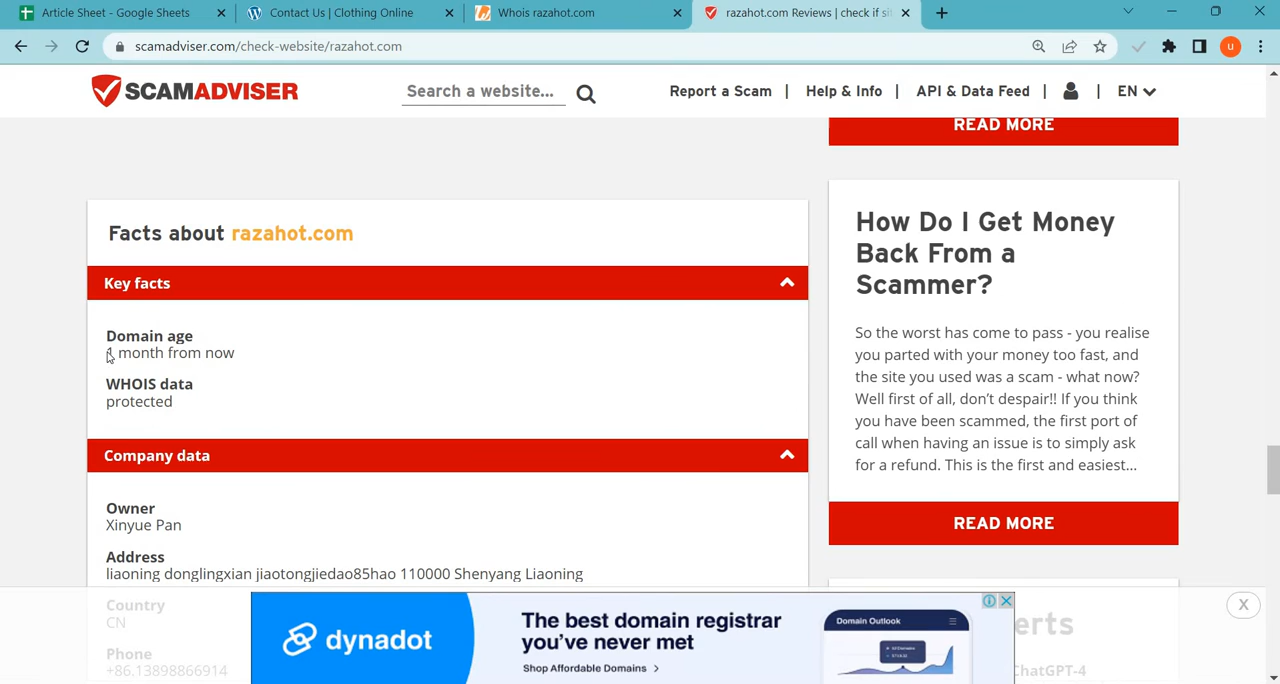 Article Sheet - Google Sheets
Contact Us | Clothing Online
Whois razahot.com
razahot.com Reviews | check if si
scamadviser.com/check-website/razahot.com
u
SCAMADVISER
Search a website...
Report a Scam | Help & Info | API & Data Feed | | EN
READ MORE
Facts about razahot.com
Key facts
Domain age
1 month from now
WHOIS data
protected
Company data
Owner
Xinyue Pan
Address
liaoning donglingxian jiaotongjiedao85hao 110000 Shenyang Liaoning
Country
CN
Phone
+86.13898866914
How Do I Get Money
Back From a
Scammer?
So the worst has come to pass - you realise
you parted with your money too fast, and
the site you used was a scam - what now?
Well first of all, don't despair!! If you think
you have been scammed, the first port of
call when having an issue is to simply ask
for a refund. This is the first and easiest...
READ MORE
erts
ChatGPT-4
dynadot
The best domain registrar
you've never met
Shop Affordable Domains >
Domain Outlook
X